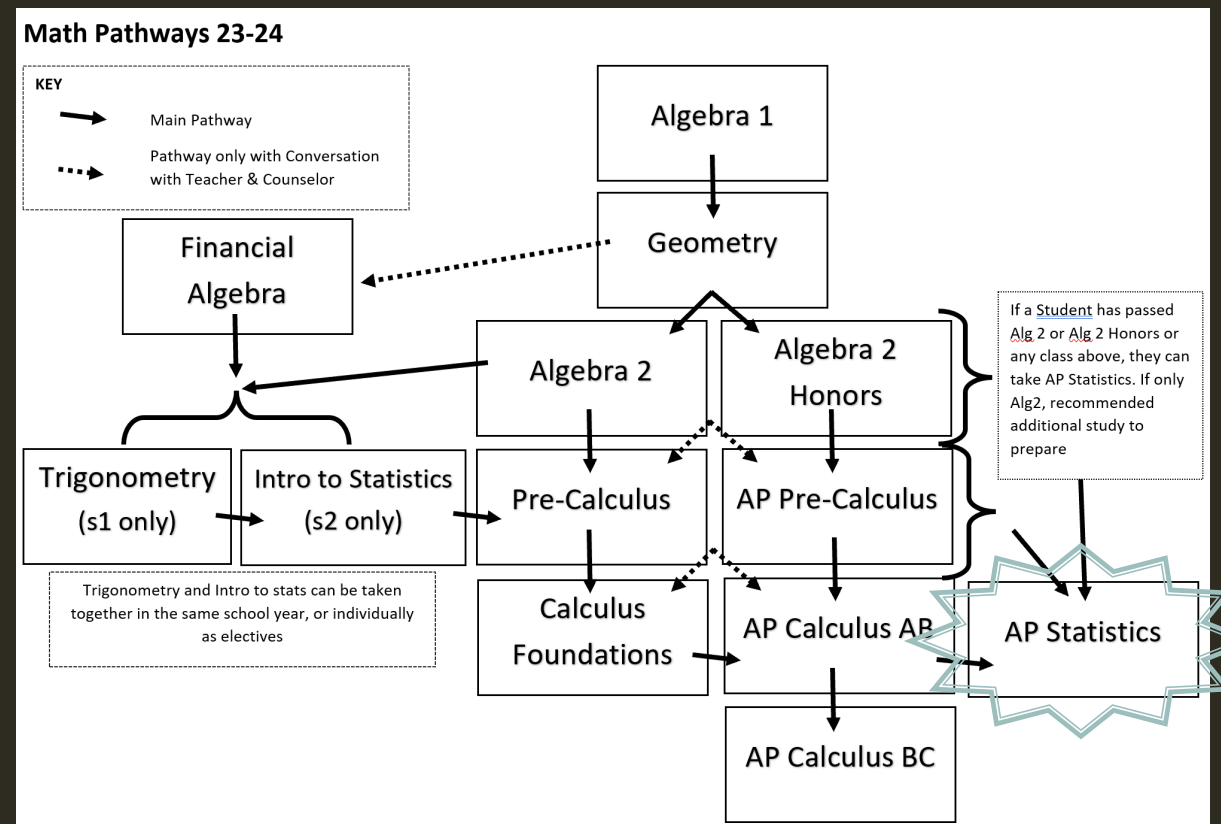 Math Pathways 23-24
KEY
Main Pathway
Pathway only with Conversation
with Teacher & Counselor
Algebra 1
Geometry
Financial
Algebra
Algebra 2
Algebra 2
Honors
If a Student has passed
Alg 2 or Alg 2 Honors or
any class above, they can
take AP Statistics. If only
Alg2, recommended
additional study to
prepare
Trigonometry
(s1 only)
Intro to Statistics
(s2 only)
Pre-Calculus
AP Pre-Calculus
Trigonometry and Intro to stats can be taken
together in the same school year, or individually
as electives
Calculus
Foundations
AP Calculus AB
AP Statistics
AP Calculus BC